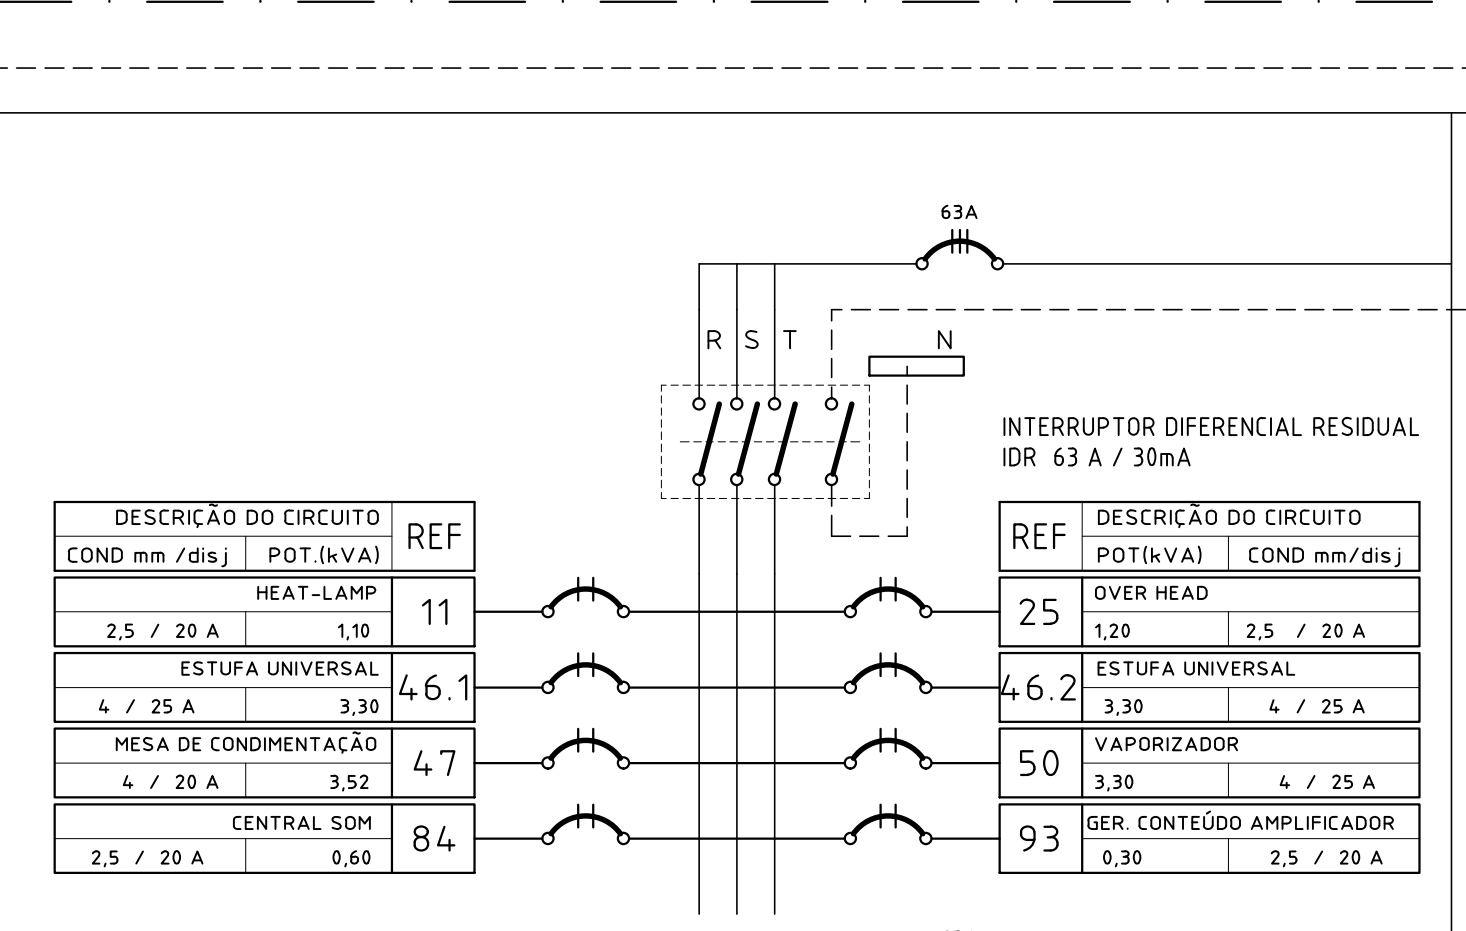 63A
R S T N
INTERRUPTOR DIFERENCIAL RESIDUAL
IDR 63 A / 30mA
DESCRIÇÃO DO CIRCUITO REF
COND mm /disj POT.(kVA)
HEAT-LAMP 11
2,5 / 20 A 1,10
ESTUFA UNIVERSAL 46.1
4 / 25 A 3,30
MESA DE CONDIMENTAÇÃO 47
4 / 20 A 3,52
CENTRAL SOM 84
2,5 / 20 A 0,60
REF DESCRIÇÃO DO CIRCUITO
POT(kVA) COND mm/disj
25 OVER HEAD
1,20 2,5 / 20 A
46.2 ESTUFA UNIVERSAL
3,30 4 / 25 A
50 VAPORIZADOR
3,30 4 / 25 A
93 GER. CONTEÚDO AMPLIFICADOR
0,30 2,5 / 20 A